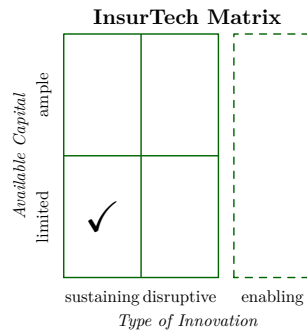 InsurTech Matrix
Available Capital
ample
limited
sustaining disruptive enabling
Type of Innovation